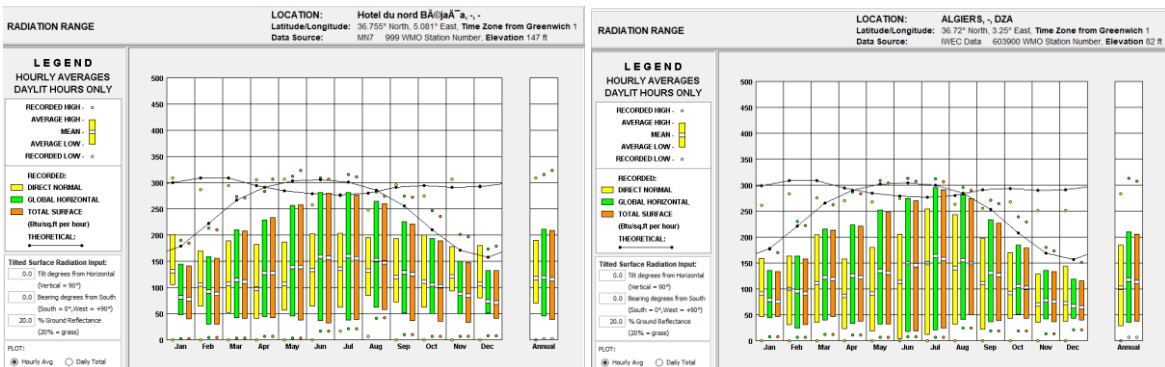 RADIATION RANGE
LOCATION: Hotel du nord BÄ©jaÄ¯a, -, -
Latitude/Longitude: 36.755° North, 5.081° East, Time Zone from Greenwich 1
Data Source: MN7 999 WMO Station Number, Elevation 147 ft
LEGEND
HOURLY AVERAGES
DAYLIT HOURS ONLY
RECORDED HIGH -
AVERAGE HIGH -
MEAN -
AVERAGE LOW -
RECORDED LOW -
RECORDED:
DIRECT NORMAL
GLOBAL HORIZONTAL
TOTAL SURFACE
(Btu/sq.ft per hour)
THEORETICAL:
Tilted Surface Radiation Input:
0.0 Tilt degrees from Horizontal
(Vertical = 90°)
0.0 Bearing degrees from South
(South = 0°,West = +90°)
20.0 % Ground Reflectance
(20% = grass)
PLOT:
Hourly Avg Daily Total
500
450
400
350
300
250
200
150
100
50
0
Jan Feb Mar Apr May Jun Jul Aug Sep Oct Nov Dec Annual
RADIATION RANGE
LOCATION: ALGIERS, -, DZA
Latitude/Longitude: 36.72° North, 3.25° East, Time Zone from Greenwich 1
Data Source: IWEC Data 603900 WMO Station Number, Elevation 82 ft
LEGEND
HOURLY AVERAGES
DAYLIT HOURS ONLY
RECORDED HIGH -
AVERAGE HIGH -
MEAN -
AVERAGE LOW -
RECORDED LOW -
RECORDED:
DIRECT NORMAL
GLOBAL HORIZONTAL
TOTAL SURFACE
(Btu/sq.ft per hour)
THEORETICAL:
Tilted Surface Radiation Input:
0.0 Tilt degrees from Horizontal
(Vertical = 90°)
0.0 Bearing degrees from South
(South = 0°,West = +90°)
20.0 % Ground Reflectance
(20% = grass)
PLOT:
Hourly Avg Daily Total
500
450
400
350
300
250
200
150
100
50
0
Jan Feb Mar Apr May Jun Jul Aug Sep Oct Nov Dec Annual